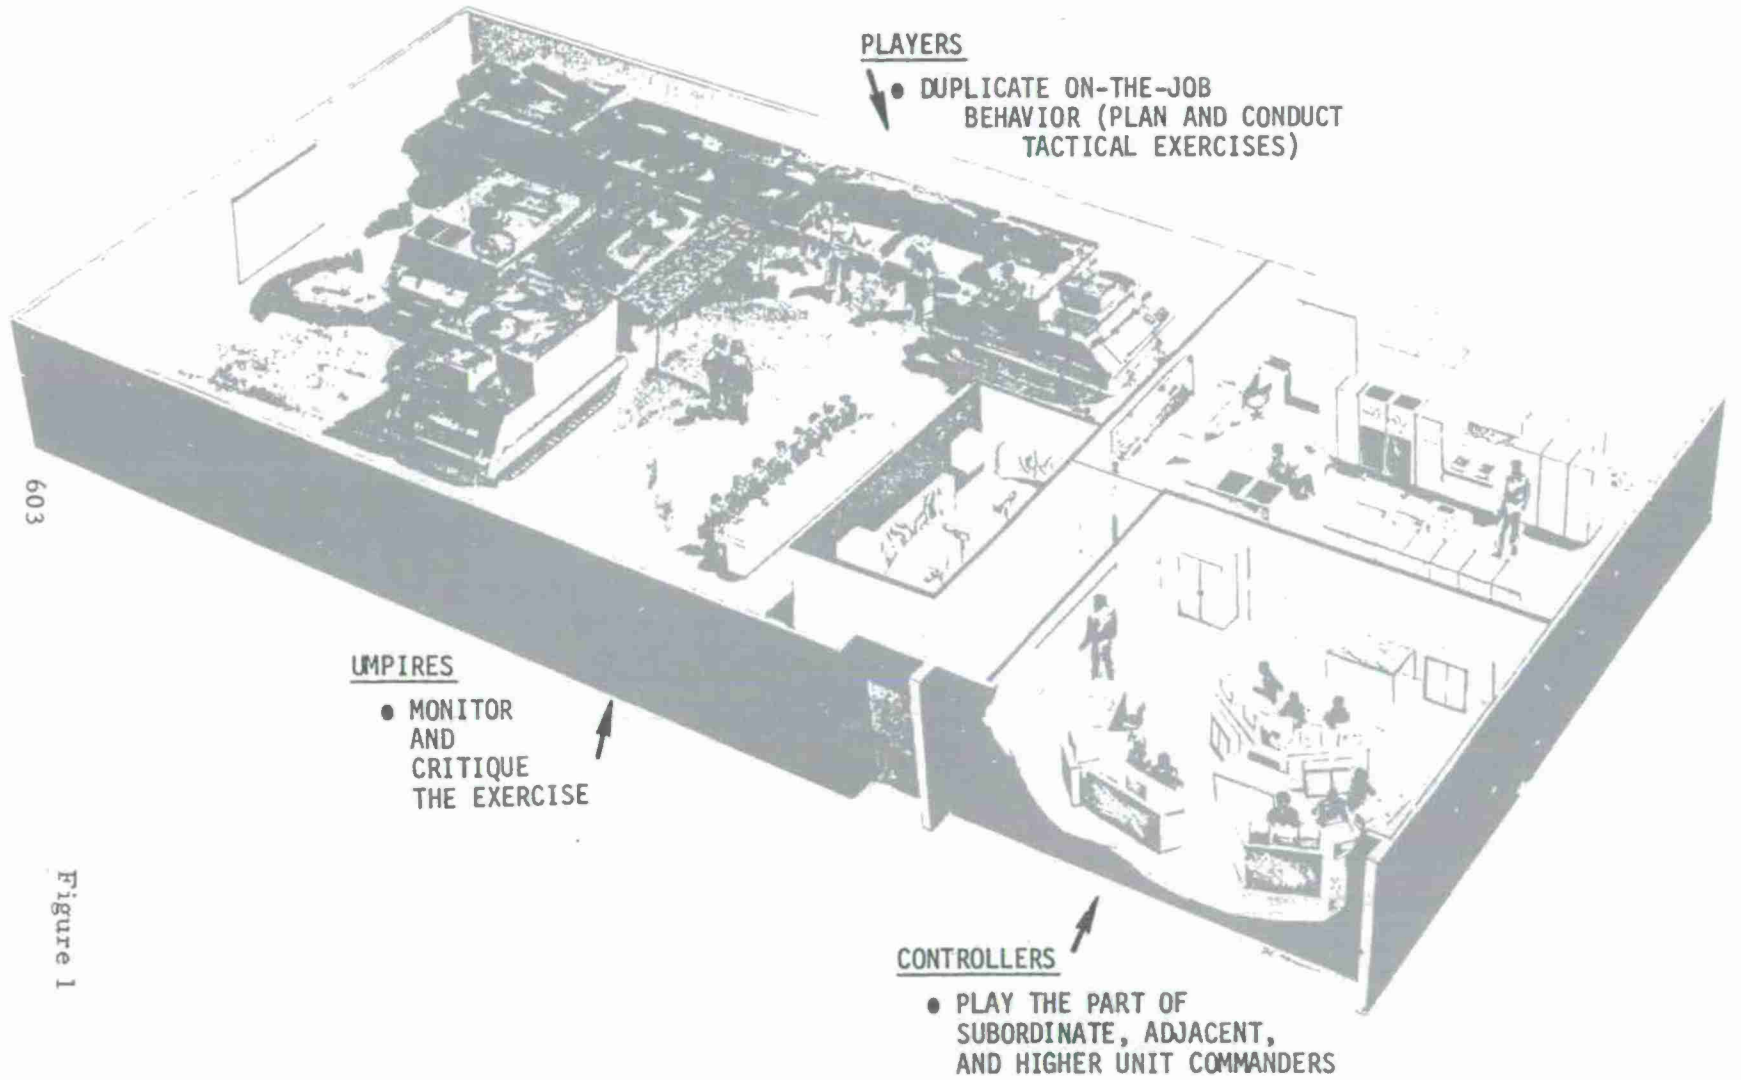 PLAYERS
● DUPLICATE ON-THE-JOB
BEHAVIOR (PLAN AND CONDUCT
TACTICAL EXERCISES)
UMPIRES
● MONITOR
AND
CRITIQUE
THE EXERCISE
CONTROLLERS
● PLAY THE PART OF
SUBORDINATE, ADJACENT,
AND HIGHER UNIT COMMANDERS
603
Figure 1